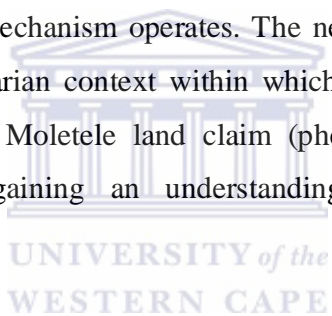 echanism operates. The ne
arian context within which
Moletele land claim (pho
gaining an understanding
UNIVERSITY of the
WESTERN CAPE